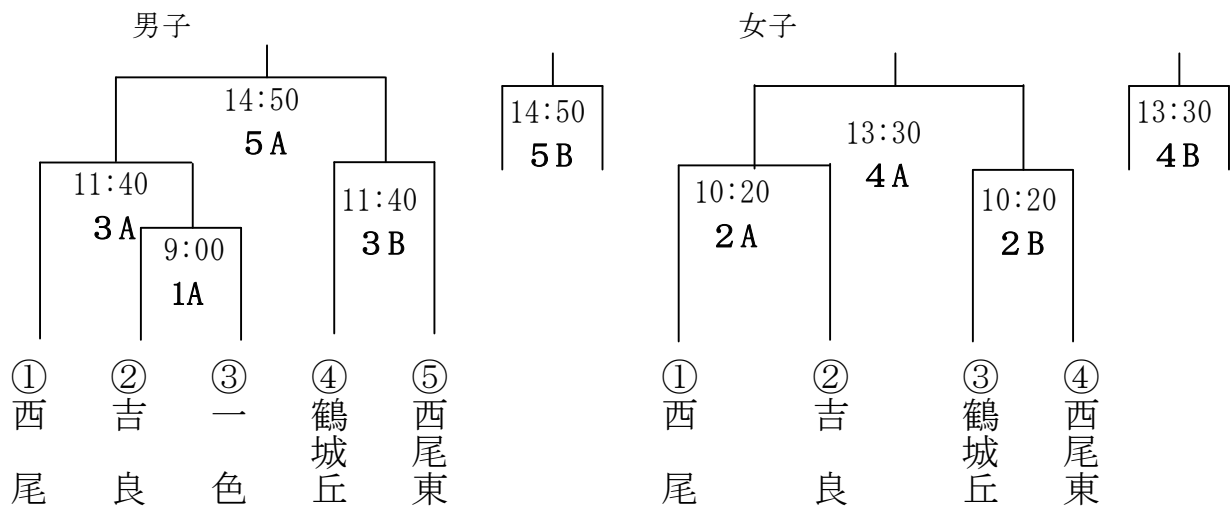 男子
14:50
5A
11:40
3A
9:00
1A
11:40
3B
14:50
5B
①西尾
②吉良
③一色
④鶴城丘
⑤西尾東
女子
13:30
4A
10:20
2A
10:20
2B
13:30
4B
①西尾
②吉良
③鶴城丘
④西尾東